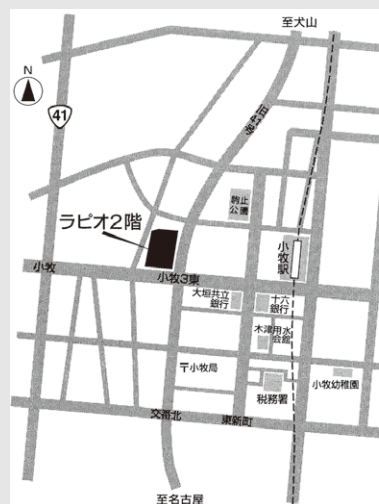 至犬山
N
41
旧41号
駒止
公園
ラピオ2階
小牧駅
小牧
小牧3東
大垣共立
銀行
十六
銀行
木津用水
会館
〒小牧局
小牧幼稚園
税務署
交番北
東新町
至名古屋